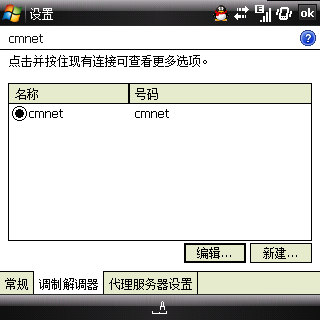 设置
E
ok
cmnet
?
点击并按住现有连接可查看更多选项。
名称 号码
cmnet cmnet
编辑... 新建...
常规 调制解调器 代理服务器设置
A